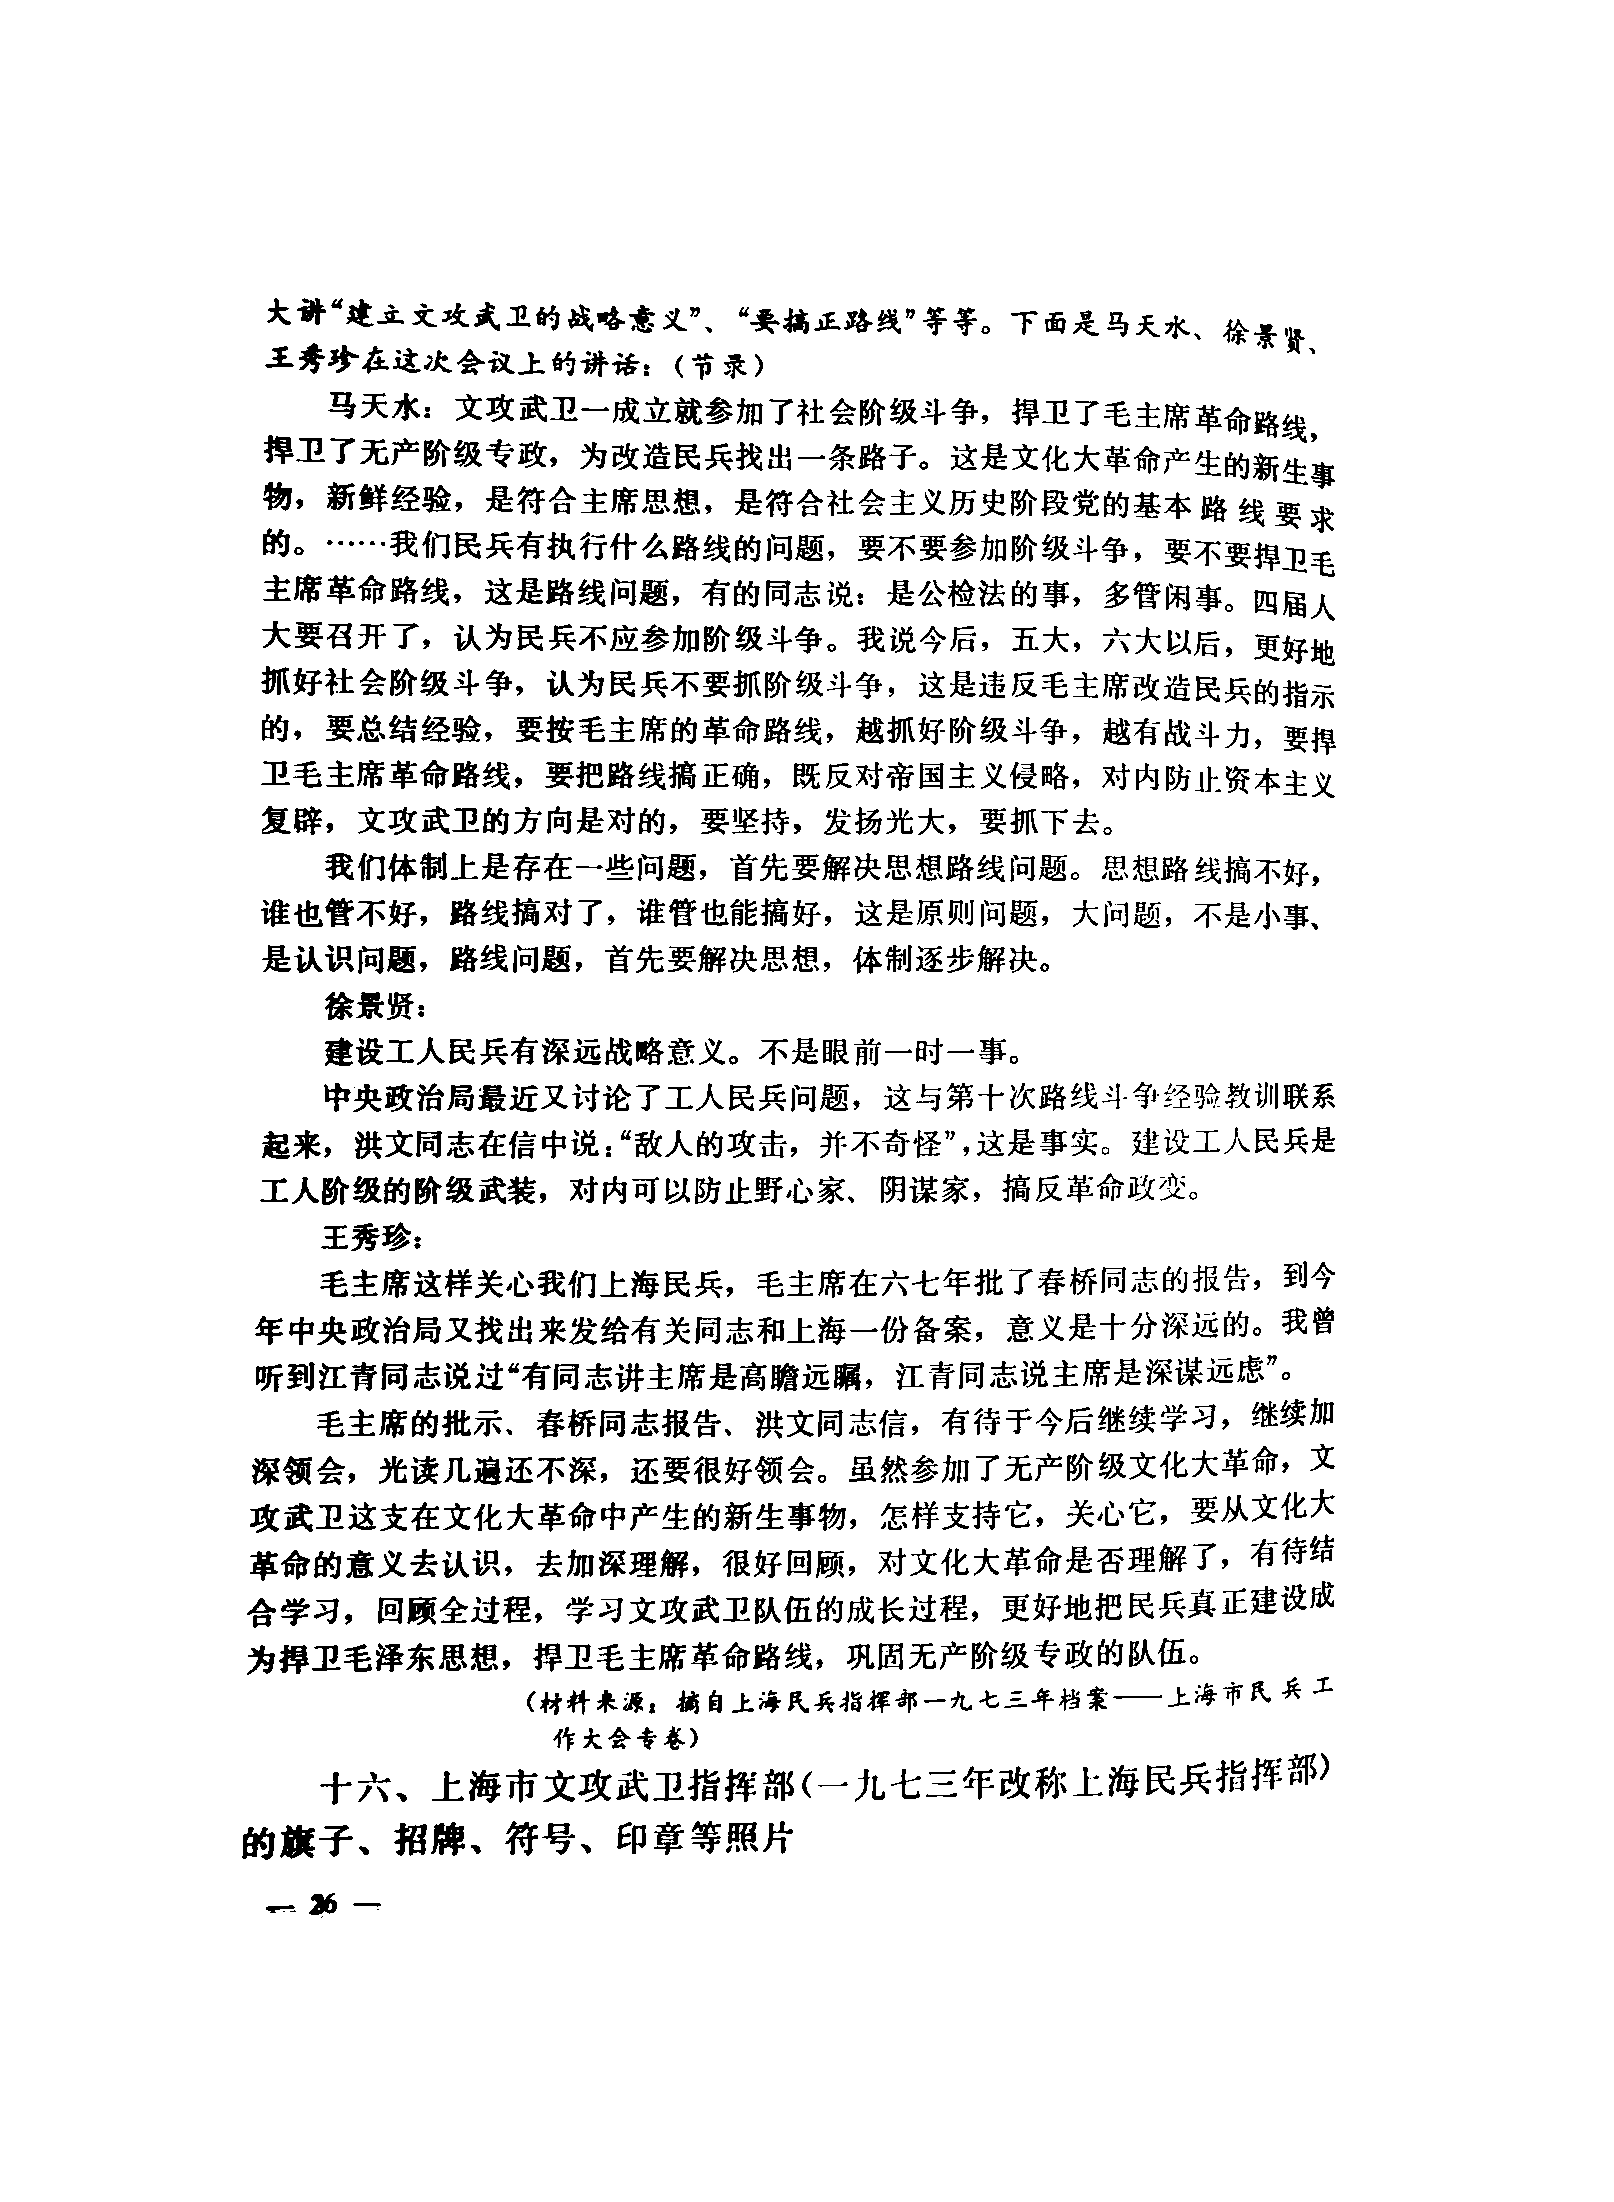 大讲“建立文攻武卫的战略意义”、“要搞正路线”等等。下面是马天水、徐景贤、
王秀珍在这次会议上的讲话：（节录）
马天水：文攻武卫一成立就参加了社会阶级斗争，捍卫了毛主席革命路线，
捍卫了无产阶级专政，为改造民兵找出一条路子。这是文化大革命产生的新生事
物，新鲜经验，是符合主席思想，是符合社会主义历史阶段党的基本路线要求
的。……我们民兵有执行什么路线的问题，要不要参加阶级斗争，要不要捍卫毛
主席革命路线，这是路线问题，有的同志说：是公检法的事，多管闲事。四届人
大要召开了，认为民兵不应参加阶级斗争。我说今后，五大，六大以后，更好地
抓好社会阶级斗争，认为民兵不要抓阶级斗争，这是违反毛主席改造民兵的指示
的，要总结经验，要按毛主席的革命路线，越抓好阶级斗争，越有战斗力，要捍
卫毛主席革命路线，要把路线搞正确，既反对帝国主义侵略，对内防止资本主义
复辟，文攻武卫的方向是对的，要坚持，发扬光大，要抓下去。
我们体制上是存在一些问题，首先要解决思想路线问题。思想路线搞不好，
谁也管不好，路线搞对了，谁管也能搞好，这是原则问题，大问题，不是小事、
是认识问题，路线问题，首先要解决思想，体制逐步解决。
徐景贤：
建设工人民兵有深远战略意义。不是眼前一时一事。
中央政治局最近又讨论了工人民兵问题，这与第十次路线斗争经验教训联系
起来，洪文同志在信中说：“敌人的攻击，并不奇怪”，这是事实。建设工人民兵是
工人阶级的阶级武装，对内可以防止野心家、阴谋家，搞反革命政变。
王秀珍：
毛主席这样关心我们上海民兵，毛主席在六七年批了春桥同志的报告，到今
年中央政治局又找出来发给有关同志和上海一份备案，意义是十分深远的。我曾
听到江青同志说过“有同志讲主席是高瞻远瞩，江青同志说主席是深谋远虑”。
毛主席的批示、春桥同志报告、洪文同志信，有待于今后继续学习，继续加
深领会，光读几遍还不深，还要很好领会。虽然参加了无产阶级文化大革命，文
攻武卫这支在文化大革命中产生的新生事物，怎样支持它，关心它，要从文化大
革命的意义去认识，去加深理解，很好回顾，对文化大革命是否理解了，有待结
合学习，回顾全过程，学习文攻武卫队伍的成长过程，更好地把民兵真正建设成
为捍卫毛泽东思想，捍卫毛主席革命路线，巩固无产阶级专政的队伍。
（材料来源：摘自上海民兵指挥部一九七三年档案——上海市民兵工
作大会专卷）
十六、上海市文攻武卫指挥部（一九七三年改称上海民兵指挥部）
的旗子、招牌、符号、印章等照片
— 26 —